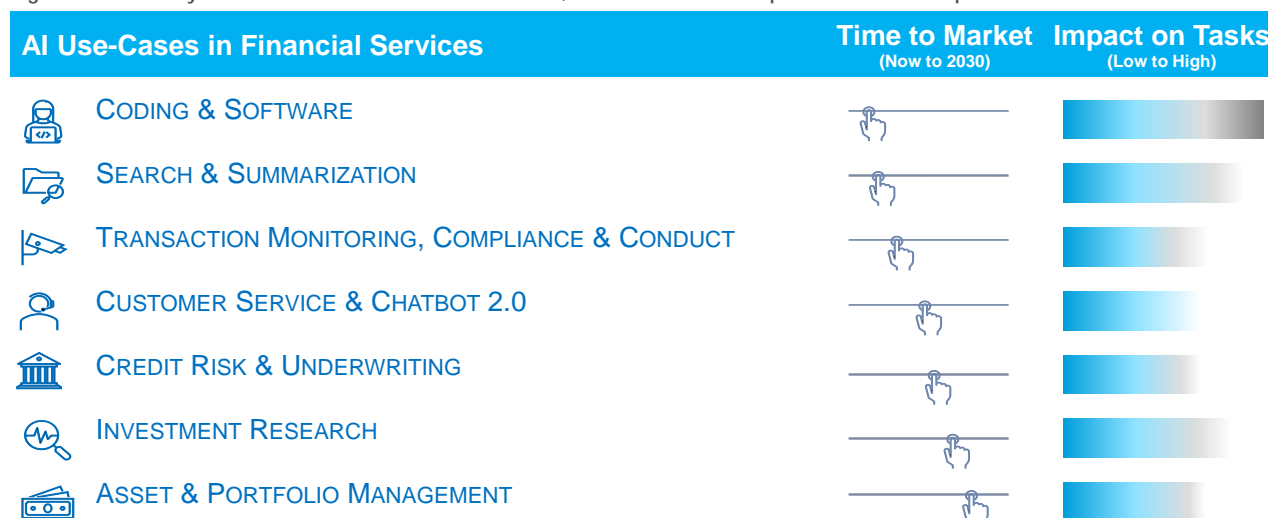 AI Use-Cases in Financial Services
Time to Market
(Now to 2030)
Impact on Tasks
(Low to High)
CODING & SOFTWARE
SEARCH & SUMMARIZATION
TRANSACTION MONITORING, COMPLIANCE & CONDUCT
CUSTOMER SERVICE & CHATBOT 2.0
CREDIT RISK & UNDERWRITING
INVESTMENT RESEARCH
ASSET & PORTFOLIO MANAGEMENT